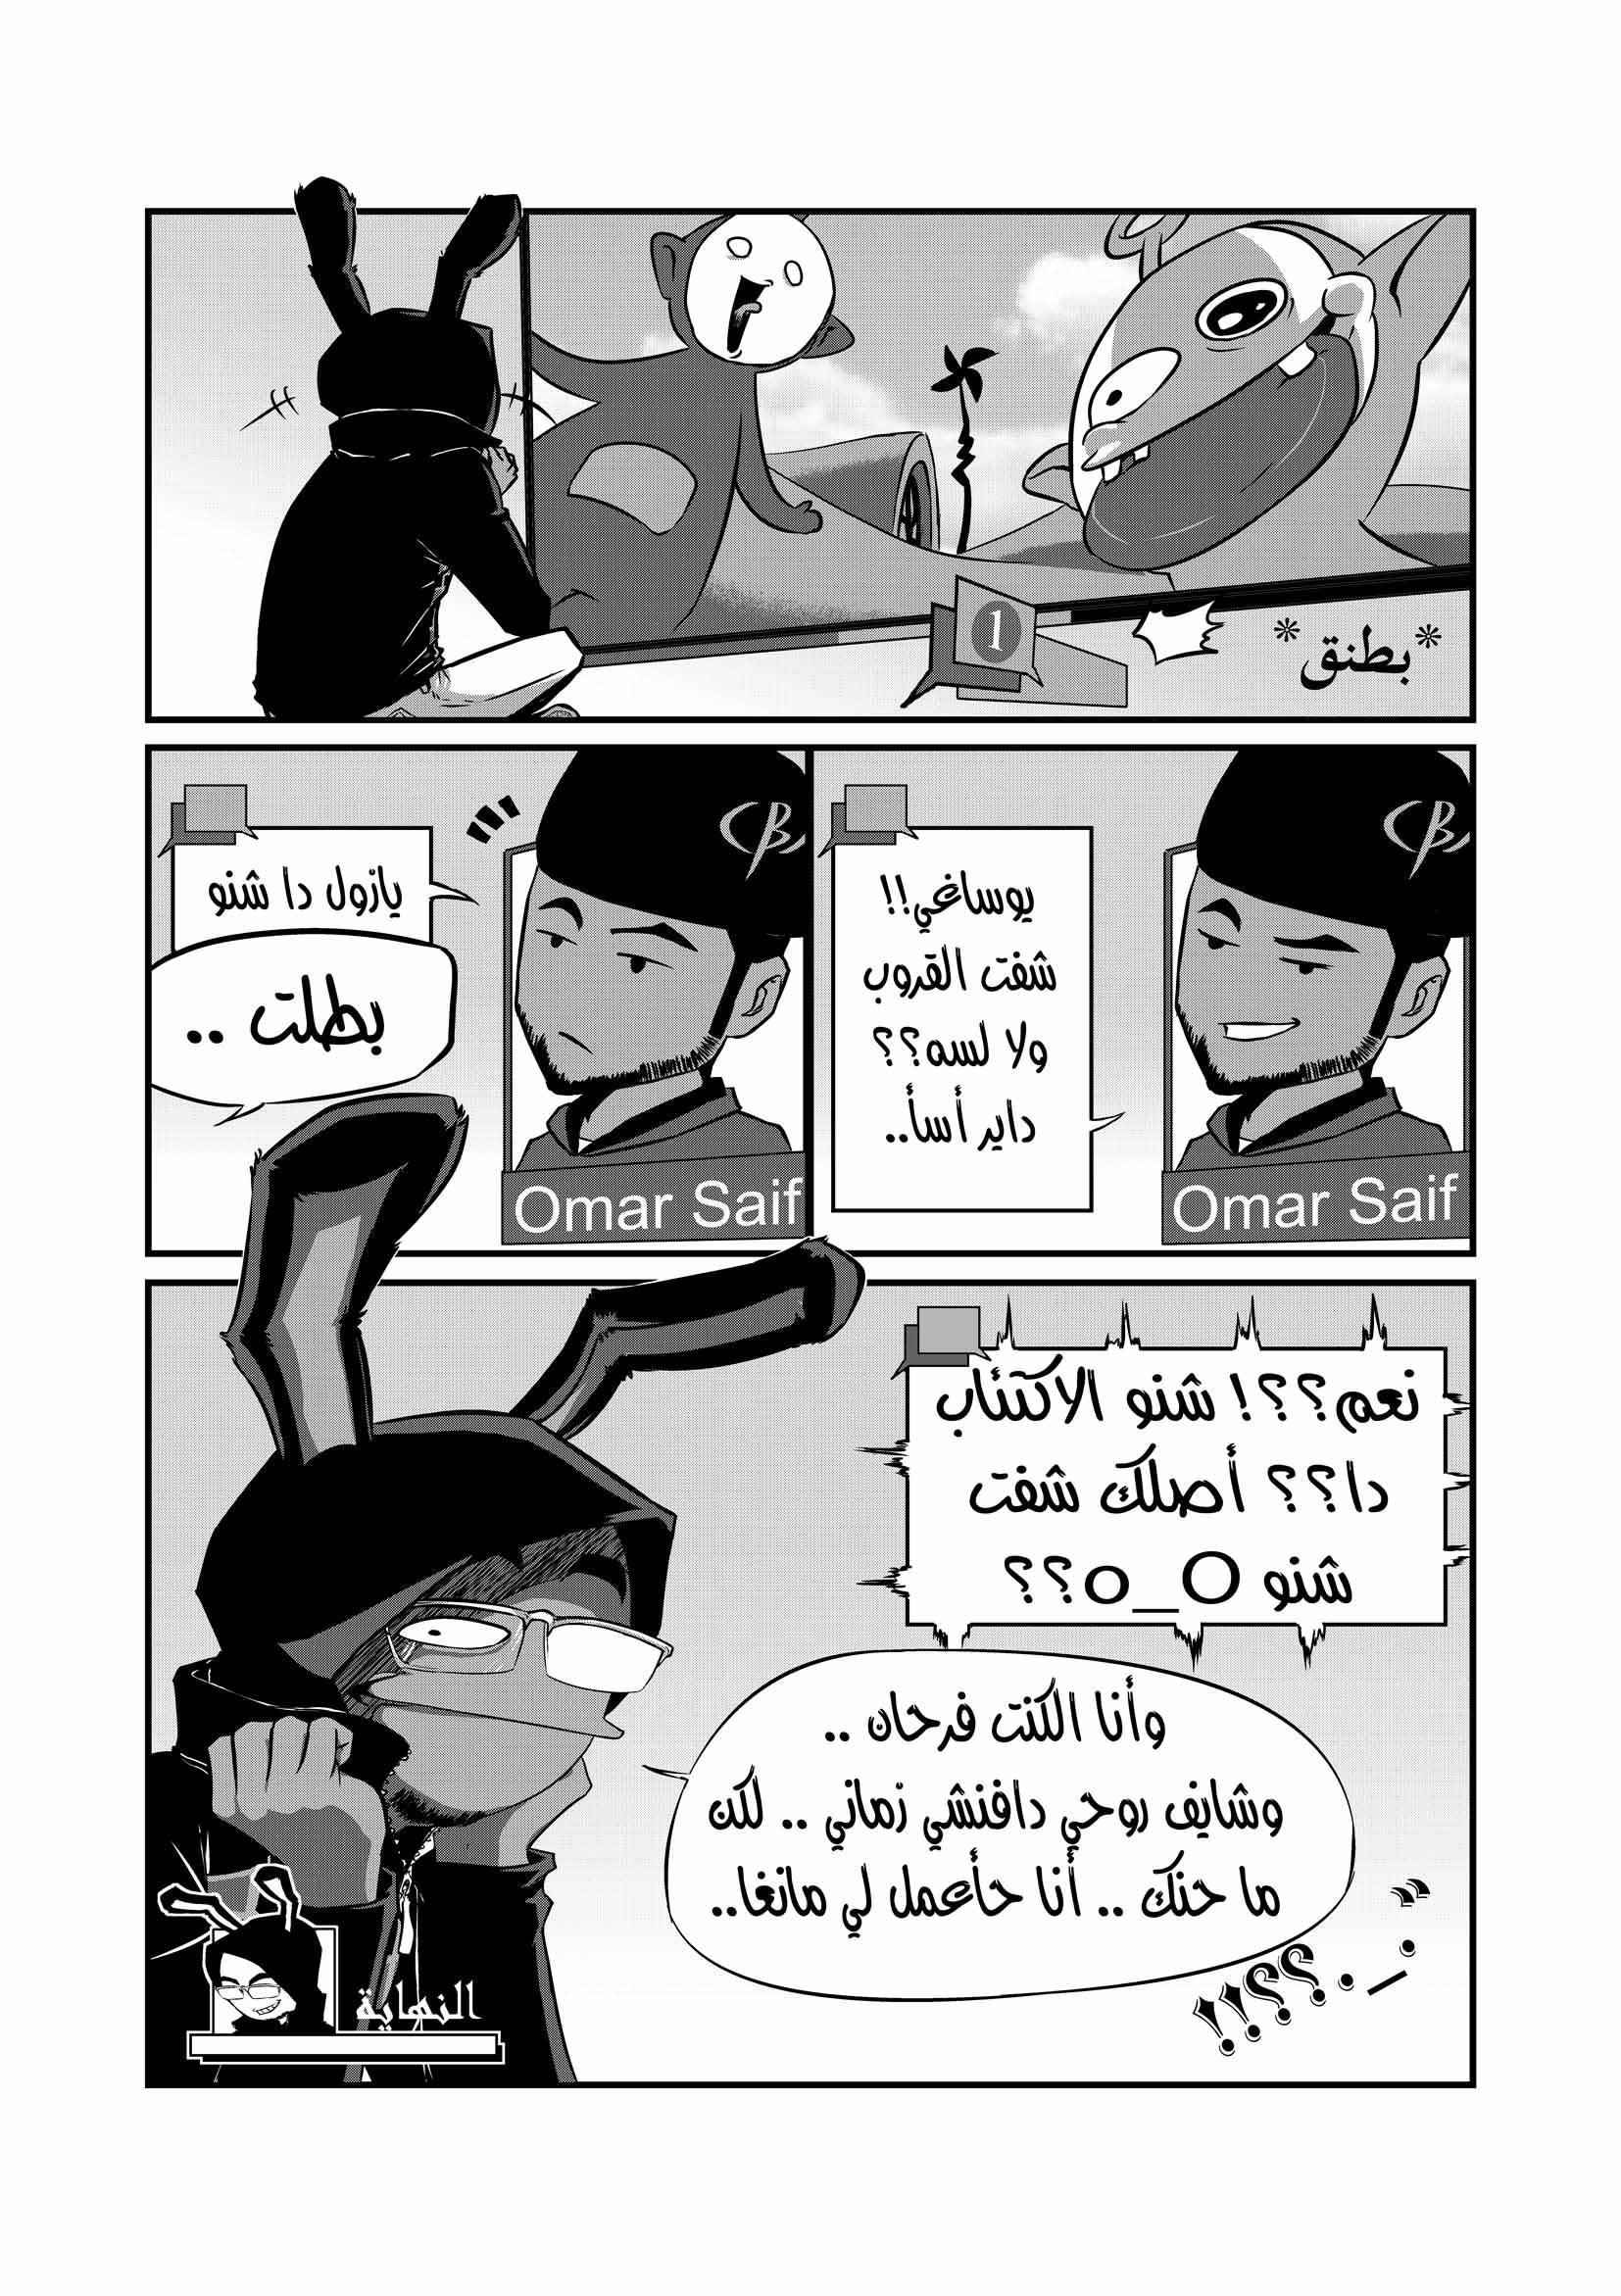 1
*بطنق*
يوساغي!!
شفت القروب
ولا لسه؟؟
داير أسأ..
Omar Saif
يازول دا شنو
بطلت ..
Omar Saif
نعم؟؟! شنو الاكتئاب
دا؟؟ أصلك شفت
شنو o_O؟؟
وأنا الكنت فرحان ..
وشايف روحي دافنشي زماني .. لكن
ما حنك .. أنا حأعمل لي مانغا..
._.؟؟!!
النهاية